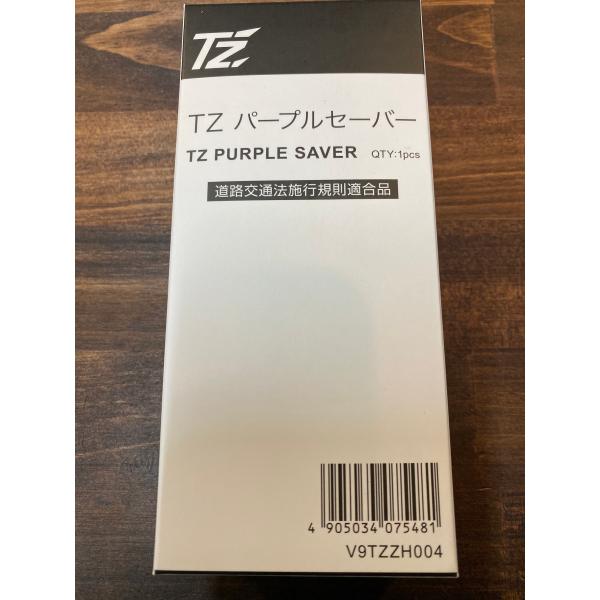 TZ
TZ パープルセーバー
TZ PURPLE SAVER QTY:1pcs
道路交通法施行規則適合品
4 905034 075481
V9TZZH004